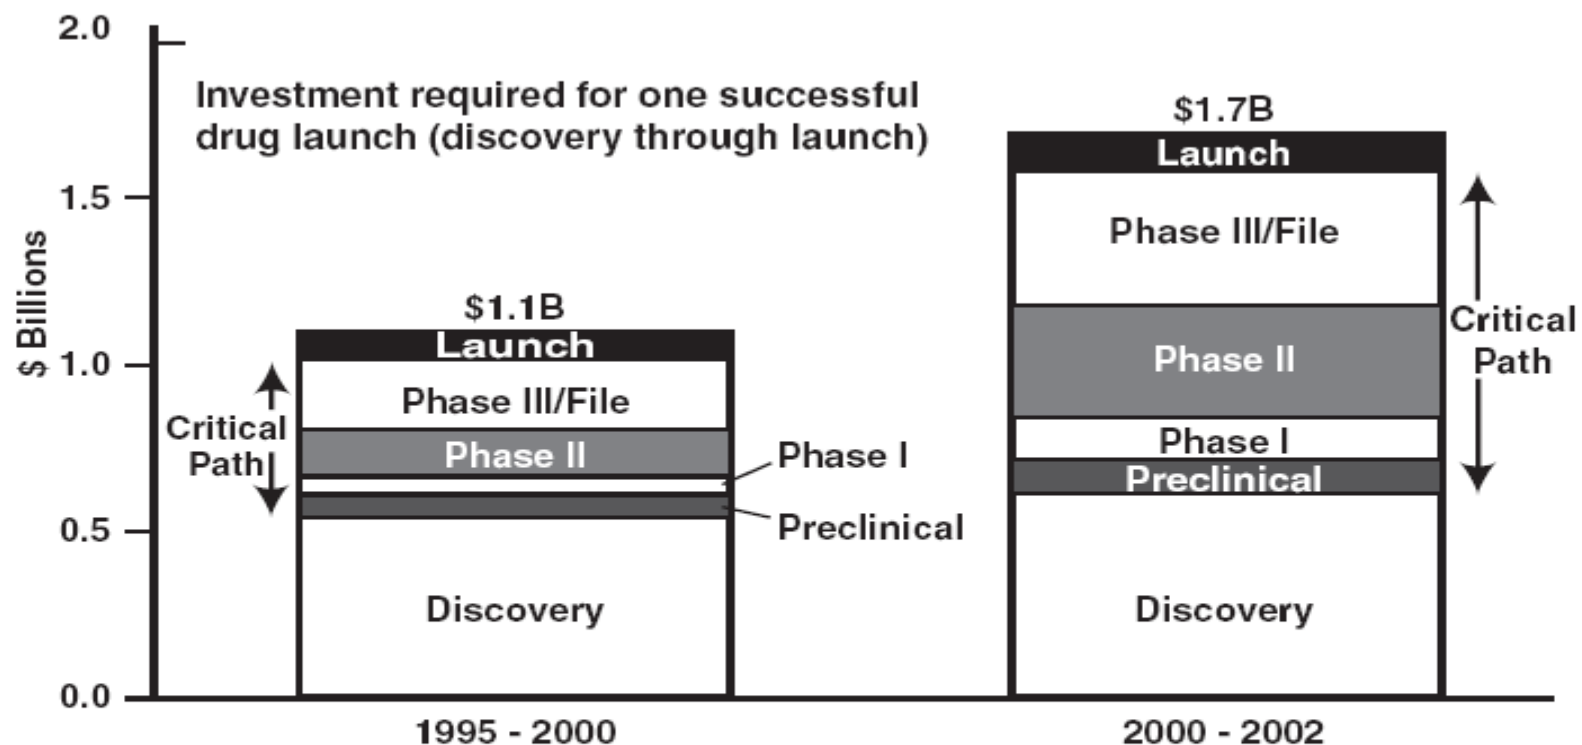 2.0
Investment required for one successful
drug launch (discovery through launch)
$1.7B
Launch
1.5
Phase III/File
$ Billions
$1.1B
Launch
Critical
Path
1.0
Phase II
Phase III/File
Critical
Path
Phase II
Phase I
Phase I
Preclinical
Preclinical
0.5
Discovery
Discovery
0.0
1995 - 2000
2000 - 2002